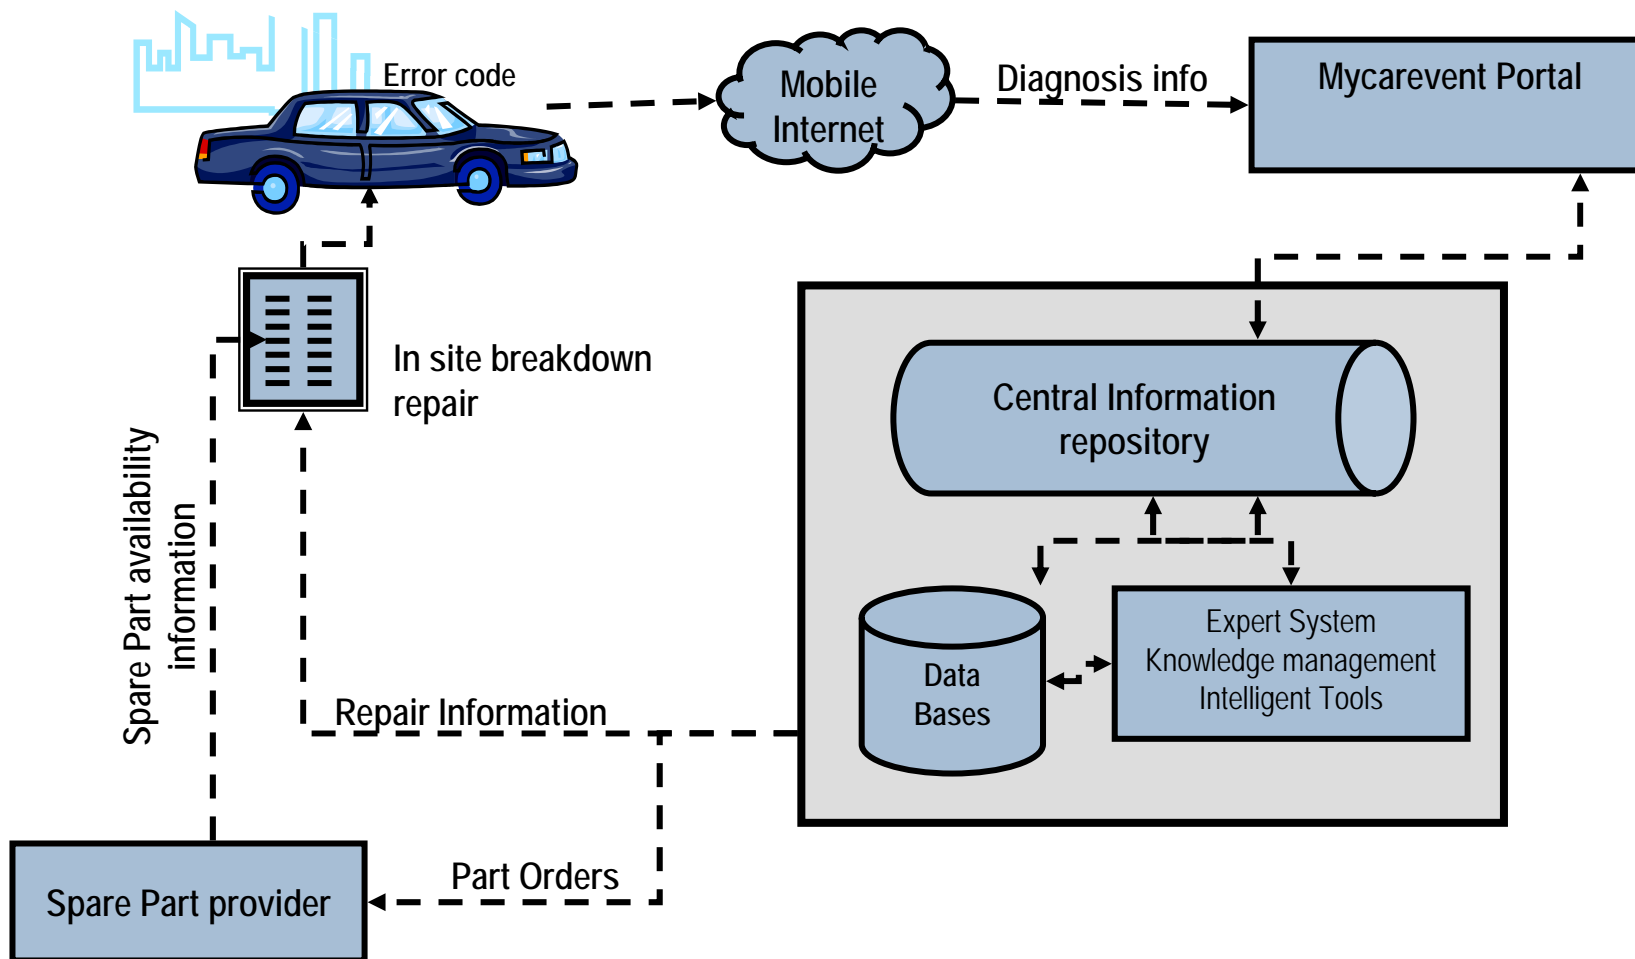 Error code
Mobile
Internet
Diagnosis info
Mycarevent Portal
In site breakdown
repair
Central Information
repository
Spare Part availability
information
Expert System
Knowledge management
Intelligent Tools
Data
Bases
Repair Information
Part Orders
Spare Part provider